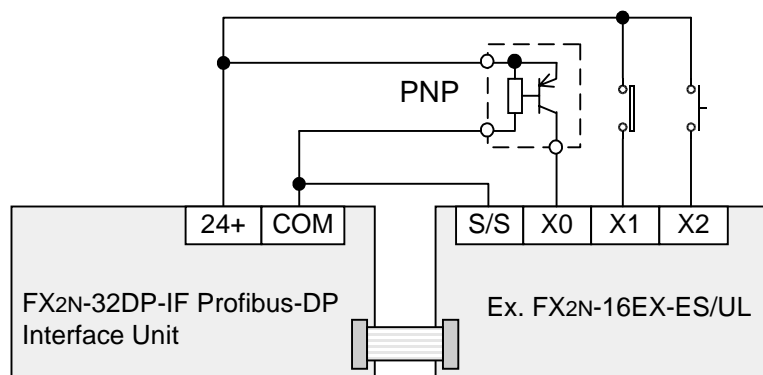 PNP
24+ COM S/S X0 X1 X2
FX2N-32DP-IF Profibus-DP
Interface Unit
Ex. FX2N-16EX-ES/UL